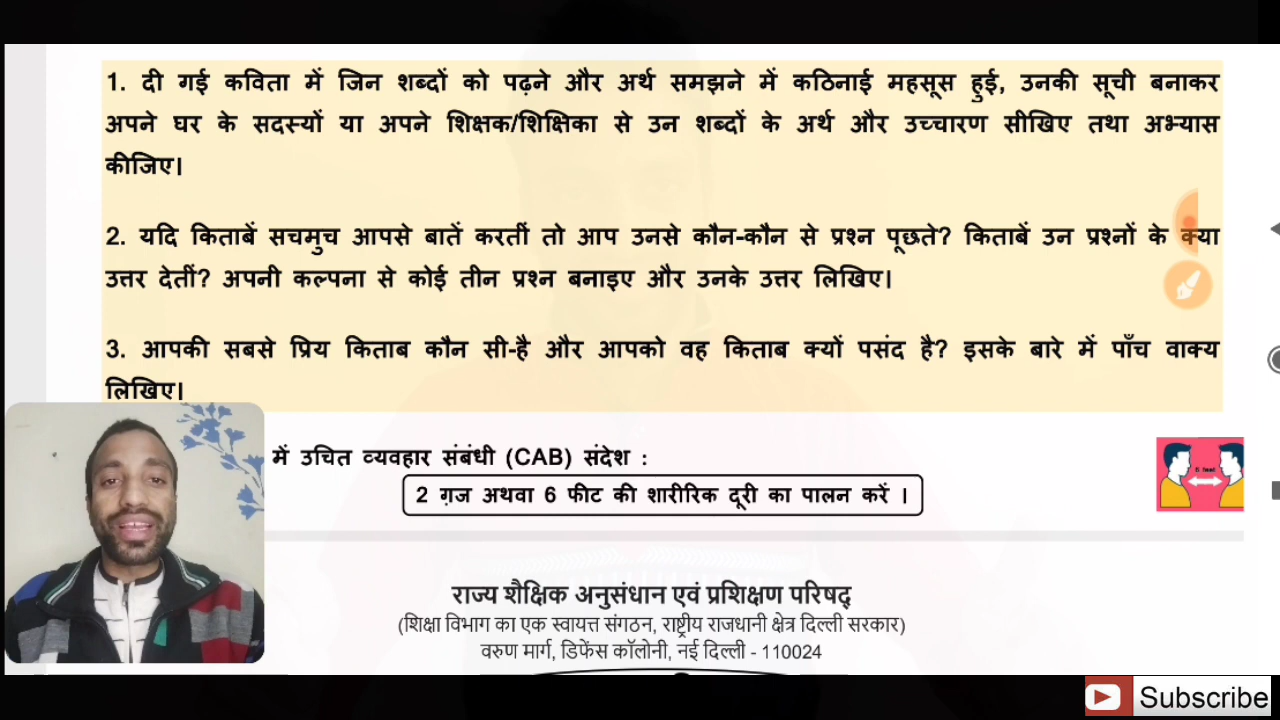 1. दी गई कविता में जिन शब्दों को पढ़ने और अर्थ समझने में कठिनाई महसूस हुई, उनकी सूची बनाकर
अपने घर के सदस्यों या अपने शिक्षक/शिक्षिका से उन शब्दों के अर्थ और उच्चारण सीखिए तथा अभ्यास
कीजिए।
2. यदि किताबें सचमुच आपसे बातें करतीं तो आप उनसे कौन-कौन से प्रश्न पूछते? किताबें उन प्रश्नों के क्या
उत्तर देतीं? अपनी कल्पना से कोई तीन प्रश्न बनाइए और उनके उत्तर लिखिए।
3. आपकी सबसे प्रिय किताब कौन सी-है और आपको वह किताब क्यों पसंद है? इसके बारे में पाँच वाक्य
लिखिए।
में उचित व्यवहार संबंधी (CAB) संदेश :
2 ग़ज अथवा 6 फीट की शारीरिक दूरी का पालन करें ।
6 feet
राज्य शैक्षिक अनुसंधान एवं प्रशिक्षण परिषद्
(शिक्षा विभाग का एक स्वायत्त संगठन, राष्ट्रीय राजधानी क्षेत्र दिल्ली सरकार)
वरुण मार्ग, डिफेंस कॉलोनी, नई दिल्ली - 110024
Subscribe